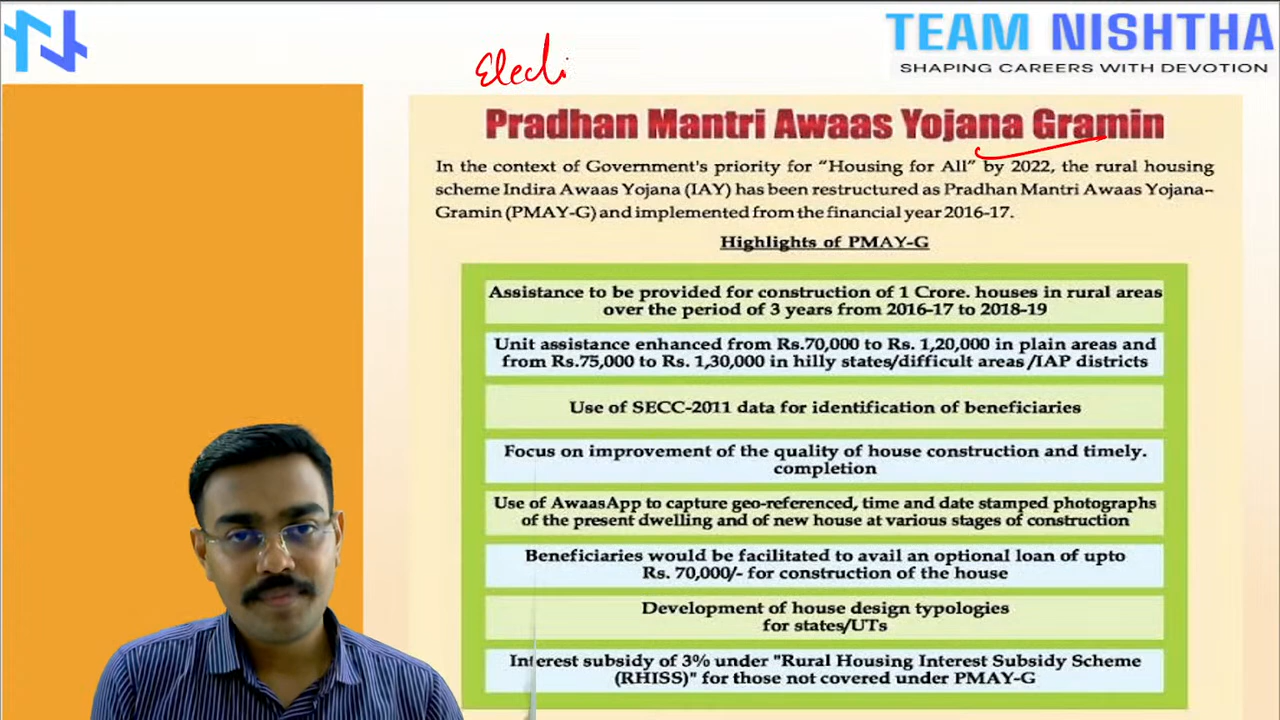 TEAM NISHTHA
SHAPING CAREERS WITH DEVOTION
Pradhan Mantri Awaas Yojana Gramin
In the context of Government's priority for "Housing for All" by 2022, the rural housing
scheme Indira Awaas Yojana (IAY) has been restructured as Pradhan Mantri Awaas Yojana-
Gramin (PMAY-G) and implemented from the financial year 2016-17.
Highlights of PMAY-G
Assistance to be provided for construction of 1 Crore. houses in rural areas
over the period of 3 years from 2016-17 to 2018-19
Unit assistance enhanced from Rs.70,000 to Rs. 1,20,000 in plain areas and
from Rs.75,000 to Rs. 1,30,000 in hilly states/difficult areas /IAP districts
Use of SECC-2011 data for identification of beneficiaries
Focus on improvement of the quality of house construction and timely.
completion
Use of AwaasApp to capture geo-referenced, time and date stamped photographs
of the present dwelling and of new house at various stages of construction
Beneficiaries would be facilitated to avail an optional loan of upto
Rs. 70,000/- for construction of the house
Development of house design typologies
for states/UTs
Interest subsidy of 3% under "Rural Housing Interest Subsidy Scheme
(RHISS)" for those not covered under PMAY-G